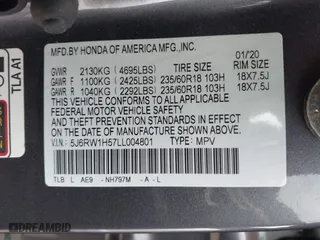 MFD.BY HONDA OF AMERICA MFG.,INC.
GVWR 2130KG (4695LBS) TIRE SIZE 01/'20 RIM SIZE
GAWR F 1100KG (2425LBS) 235/60R18 103H 18X7.5J
GAWR R 1040KG (2292LBS) 235/60R18 103H 18X7.5J
THIS VEHICLE CONFORMS TO ALL APPLICABLE
FEDERAL MOTOR VEHICLE SAFETY AND
THEFT PREVENTION STANDARDS IN EFFECT ON
THE DATE OF MANUFACTURE SHOWN ABOVE.
V.I.N.: 5J6RW1H57LL004801 TYPE: MPV
TLB L AE9 - NH797M - A - L
TLA A1
© DREAMBID